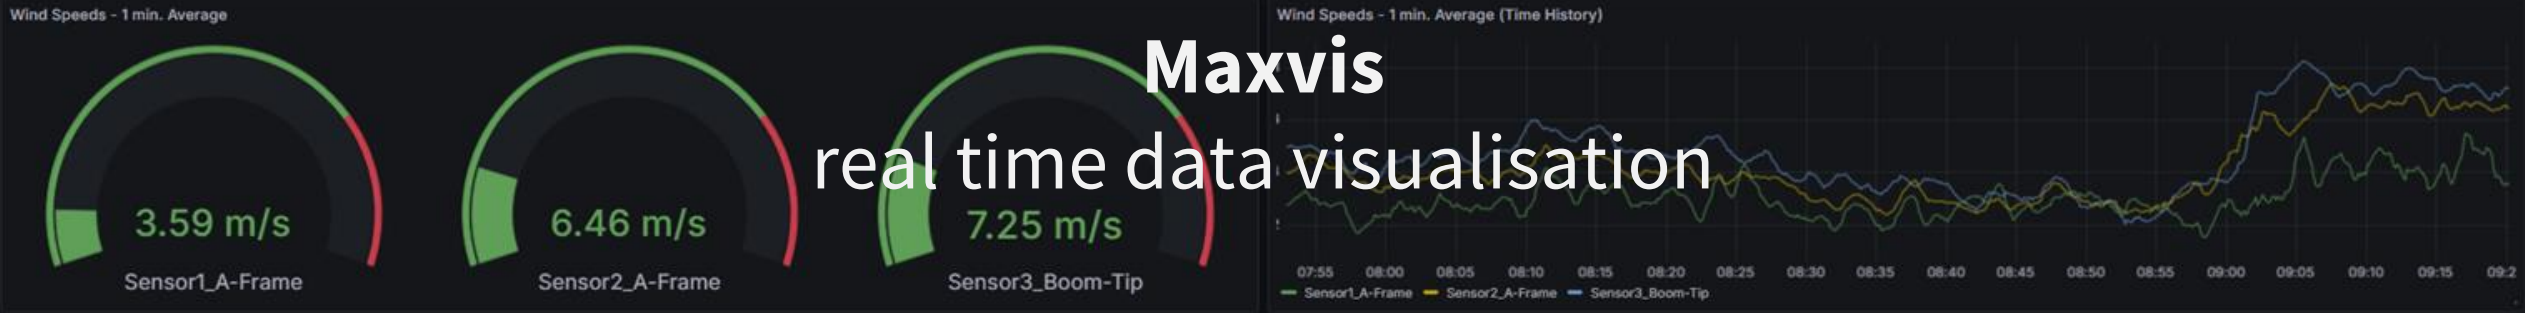 Wind Speeds - 1 min. Average
3.59 m/s
Sensor1_A-Frame
6.46 m/s
Sensor2_A-Frame
7.25 m/s
Sensor3_Boom-Tip
Maxvis
real time data visualisation
Wind Speeds - 1 min. Average (Time History)
07:55 08:00 08:05 08:10 08:15 08:20 08:25 08:30 08:35 08:40 08:45 08:50 08:55 09:00 09:05 09:10 09:15 09:2
Sensor1_A-Frame Sensor2_A-Frame Sensor3_Boom-Tip